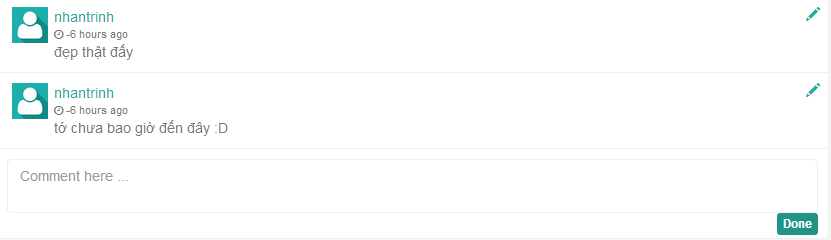 nhantrinh
-6 hours ago
đẹp thật đấy
nhantrinh
-6 hours ago
tớ chưa bao giờ đến đây :D
Comment here ...
Done